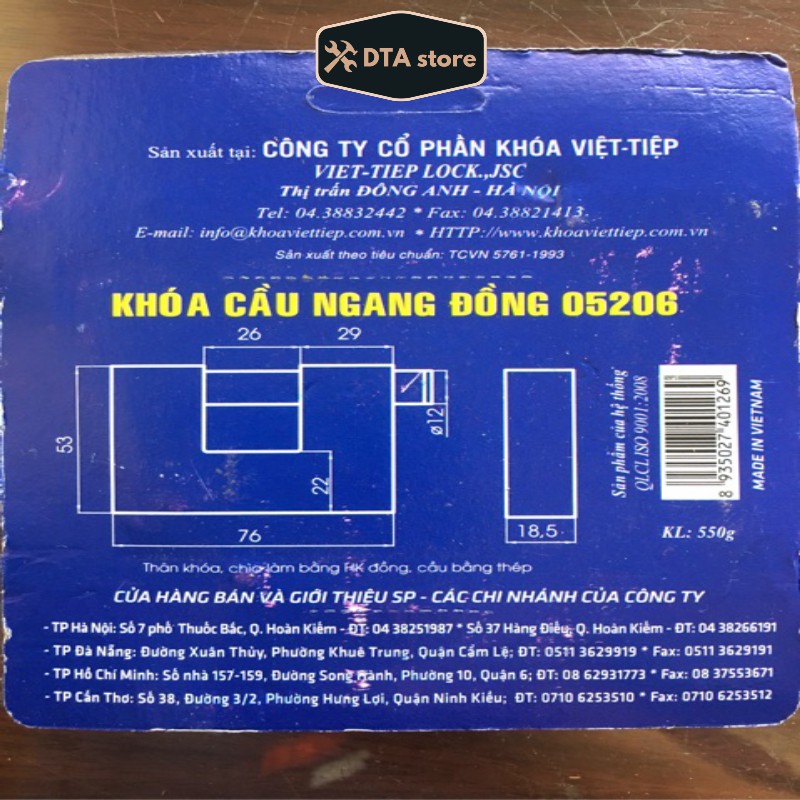 DTA store
Sản xuất tại: CÔNG TY CỔ PHẦN KHÓA VIỆT-TIỆP
VIET-TIEP LOCK.,JSC
Thị trấn ĐÔNG ANH - HÀ NỘI
Tel: 04.38832442 * Fax: 04.38821413
E-mail: info@khoaviettiep.com.vn * HTTP://www.khoaviettiep.com.vn
Sản xuất theo tiêu chuẩn: TCVN 5761-1993
KHÓA CẦU NGANG ĐỒNG 05206
26 29
53
ø12
22
76
18,5
Sản phẩm của hệ thống
QLCL ISO 9001:2008
8 935027 401269
MADE IN VIETNAM
KL: 550g
Thân khóa, chìa làm bằng HK đồng, cầu bằng thép
CỬA HÀNG BÁN VÀ GIỚI THIỆU SP - CÁC CHI NHÁNH CỦA CÔNG TY
- TP Hà Nội: Số 7 phố Thuốc Bắc, Q. Hoàn Kiếm - ĐT: 04 38251987 * Số 37 Hàng Điếu, Q. Hoàn Kiếm - ĐT: 04 38266191
- TP Đà Nẵng: Đường Xuân Thủy, Phường Khuê Trung, Quận Cẩm Lệ; ĐT: 0511 3629919 * Fax: 0511 3629191
- TP Hồ Chí Minh: Số nhà 157-159, Đường Song Hành, Phường 10, Quận 6; ĐT: 08 62931773 * Fax: 08 37553671
- TP Cần Thơ: Số 38, Đường 3/2, Phường Hưng Lợi, Quận Ninh Kiều; ĐT: 0710 6253510 * Fax: 0710 6253512